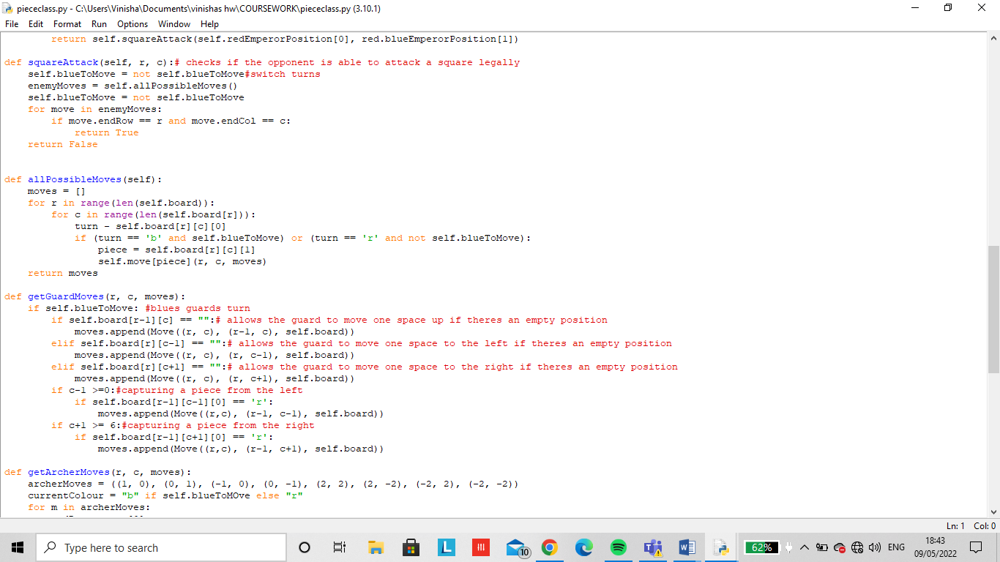 piececlass.py - C:\Users\Vinisha\Documents\vinishas hw\COURSEWORK\piececlass.py (3.10.1)
File Edit Format Run Options Window Help
        return self.squareAttack(self.redEmperorPosition[0], red.blueEmperorPosition[1])
def squareAttack(self, r, c):# checks if the opponent is able to attack a square legally
    self.blueToMove = not self.blueToMove#switch turns
    enemyMoves = self.allPossibleMoves()
    self.blueToMove = not self.blueToMove
    for move in enemyMoves:
        if move.endRow == r and move.endCol == c:
            return True
    return False
def allPossibleMoves(self):
    moves = []
    for r in range(len(self.board)):
        for c in range(len(self.board[r])):
            turn - self.board[r][c][0]
            if (turn == 'b' and self.blueToMove) or (turn == 'r' and not self.blueToMove):
                piece = self.board[r][c][1]
                self.move[piece](r, c, moves)
    return moves
def getGuardMoves(r, c, moves):
    if self.blueToMove: #blues guards turn
        if self.board[r-1][c] == "":# allows the guard to move one space up if theres an empty position
            moves.append(Move((r, c), (r-1, c), self.board))
        elif self.board[r][c-1] == "":# allows the guard to move one space to the left if theres an empty position
            moves.append(Move((r, c), (r, c-1), self.board))
        elif self.board[r][c+1] == "":# allows the guard to move one space to the right if theres an empty position
            moves.append(Move((r, c), (r, c+1), self.board))
        if c-1 >=0:#capturing a piece from the left
            if self.board[r-1][c-1][0] == 'r':
                moves.append(Move((r,c), (r-1, c-1), self.board))
        if c+1 >= 6:#capturing a piece from the right
            if self.board[r-1][c+1][0] == 'r':
                moves.append(Move((r,c), (r-1, c+1), self.board))
def getArcherMoves(r, c, moves):
    archerMoves = ((1, 0), (0, 1), (-1, 0), (0, -1), (2, 2), (2, -2), (-2, 2), (-2, -2))
    currentColour = "b" if self.blueToMOve else "r"
    for m in archerMoves:
Ln: 1 Col: 0
Type here to search
L
10
62%
ENG
18:43
09/05/2022